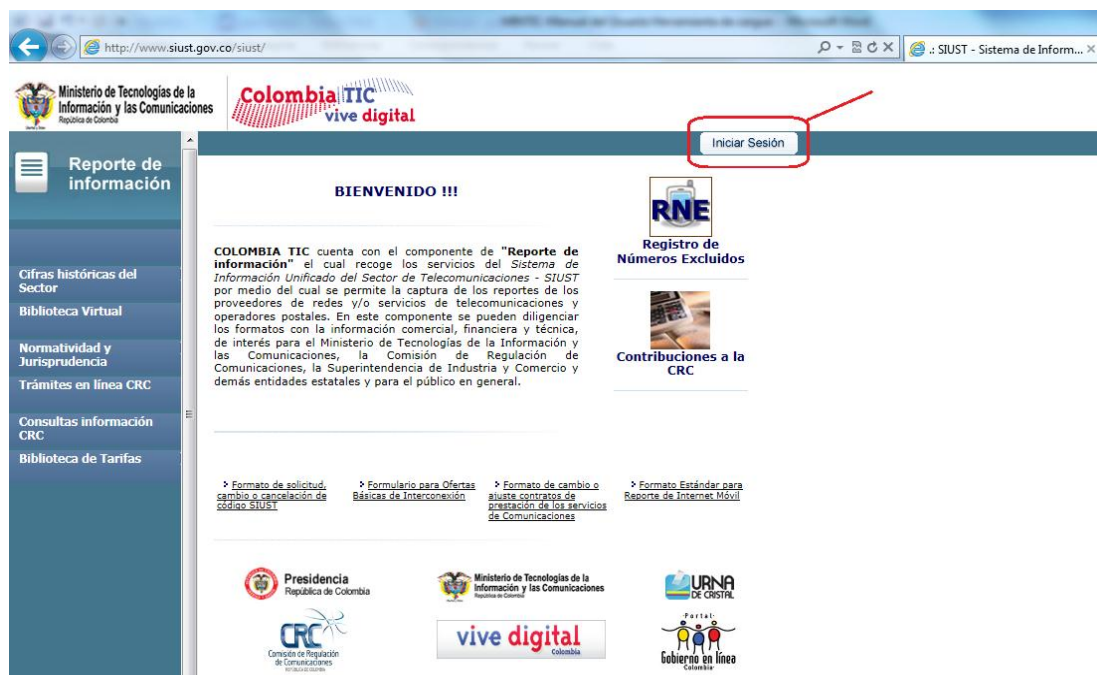 http://www.siust.gov.co/siust/
.: SIUST - Sistema de Inform...
Ministerio de Tecnologías de la
Información y las Comunicaciones
República de Colombia
Colombia TIC
vive digital
Iniciar Sesión
Reporte de
información
Cifras históricas del
Sector
Biblioteca Virtual
Normatividad y
Jurisprudencia
Trámites en línea CRC
Consultas información
CRC
Biblioteca de Tarifas
BIENVENIDO !!!
COLOMBIA TIC cuenta con el componente de "Reporte de
información" el cual recoge los servicios del Sistema de
Información Unificado del Sector de Telecomunicaciones - SIUST
por medio del cual se permite la captura de los reportes de los
proveedores de redes y/o servicios de telecomunicaciones y
operadores postales. En este componente se pueden diligenciar
los formatos con la información comercial, financiera y técnica,
de interés para el Ministerio de Tecnologías de la Información y
las Comunicaciones, la Comisión de Regulación de
Comunicaciones, la Superintendencia de Industria y Comercio y
demás entidades estatales y para el público en general.
RNE
Registro de
Números Excluidos
Contribuciones a la
CRC
Formato de solicitud,
cambio o cancelación de
código SIUST
Formulario para Ofertas
Básicas de Interconexión
Formato de cambio o
ajuste contratos de
prestación de los servicios
de Comunicaciones
Formato Estándar para
Reporte de Internet Móvil
Presidencia
República de Colombia
Ministerio de Tecnologías de la
Información y las Comunicaciones
República de Colombia
URNA
DE CRISTAL
CRC
Comisión de Regulación
de Comunicaciones
REPÚBLICA DE COLOMBIA
vive digital
Colombia
Portal
Gobierno en línea
Colombia